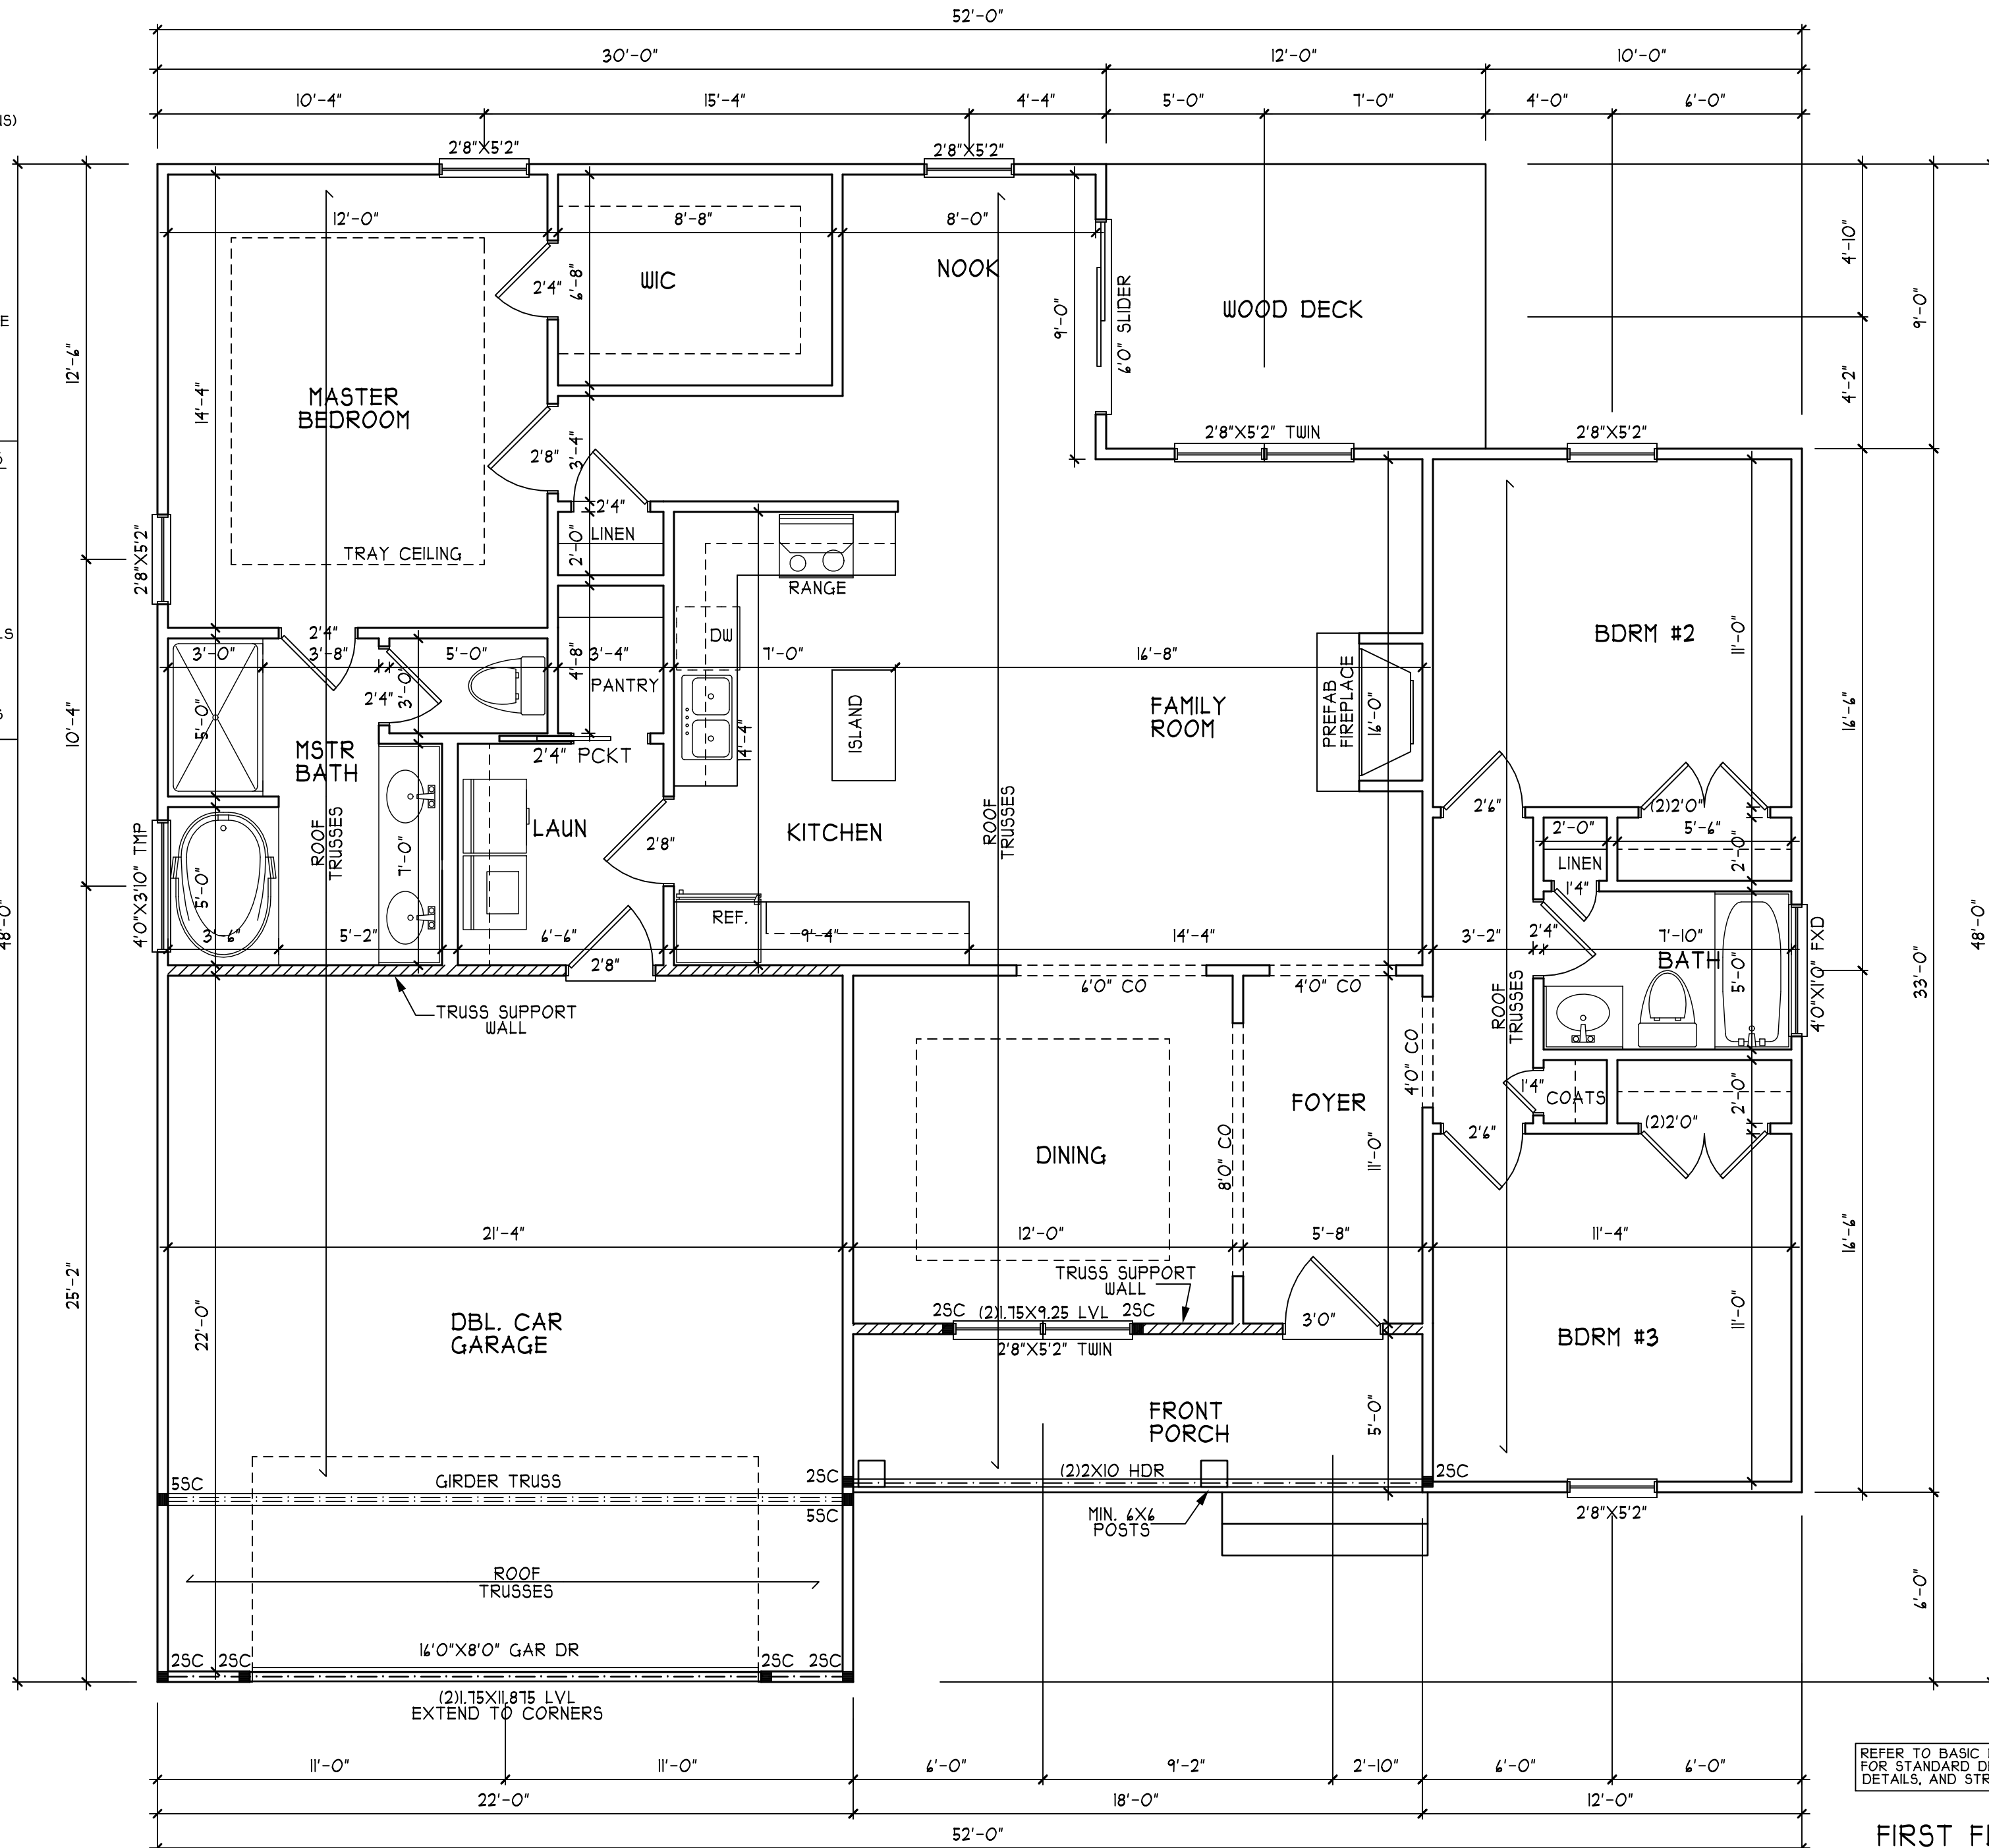 52'-0"
30'-0" 12'-0" 10'-0"
10'-4" 15'-4" 4'-4" 5'-0" 7'-0" 4'-0" 6'-0"
2'8"X5'2" 2'8"X5'2"
12'-0" 8'-8" 8'-0"
NOOK
WIC
2'4"
6'-8"
WOOD DECK
6'0" SLIDER
9'-0"
4'-10"
9'-0"
4'-2"
12'-6"
14'-4"
MASTER
BEDROOM
2'8"
3'-4"
2'8"X5'2" TWIN
2'8"X5'2"
2'4"
LINEN
2'-0"
TRAY CEILING
2'8"X5'2"
RANGE
DW
BDRM #2
11'-0"
2'4"
3'-0" 3'-8" 5'-0" 3'-4" 7'-0" 16'-8"
2'4"
3'-0"
4'-8"
PANTRY
5'-0"
10'-4"
MSTR
BATH
2'4" PCKT
14'-4"
ISLAND
FAMILY
ROOM
PREFAB
FIREPLACE
16'-0"
16'-6"
ROOF
TRUSSES
LAUN
2'8"
KITCHEN
ROOF
TRUSSES
2'6"
(2)2'0"
2'-0" 5'-6"
LINEN
2'-0"
1'4"
4'0"X3'10" TMP
7'-0"
5'-0"
REF.
3'-6" 5'-2" 6'-6" 9'-4" 14'-4" 3'-2" 2'4" 7'-10"
BATH
5'-0"
4'0"X1'0" FXD
48'-0"
48'-0"
33'-0"
2'8"
6'0" CO 4'0" CO
ROOF
TRUSSES
TRUSS SUPPORT
WALL
4'0" CO
1'4"
COATS
2'-0"
FOYER
2'6"
(2)2'0"
DINING
8'0" CO
11'-0"
21'-4" 12'-0" 5'-8" 11'-4"
16'-6"
25'-2"
TRUSS SUPPORT
WALL
2SC (2)1.75X9.25 LVL 2SC
3'0"
2'8"X5'2" TWIN
DBL. CAR
GARAGE
22'-0"
BDRM #3
11'-0"
FRONT
PORCH
5'-0"
5SC GIRDER TRUSS 2SC
(2)2X10 HDR
2SC
5SC
MIN. 6X6
POSTS
2'8"X5'2"
ROOF
TRUSSES
6'-0"
16'0"X8'0" GAR DR
2SC 2SC 2SC 2SC
(2)1.75X11.875 LVL
EXTEND TO CORNERS
11'-0" 11'-0" 6'-0" 9'-2" 2'-10" 6'-0" 6'-0"
22'-0" 18'-0" 12'-0"
52'-0"
REFER TO BASIC
FOR STANDARD
DETAILS, AND
FIRST